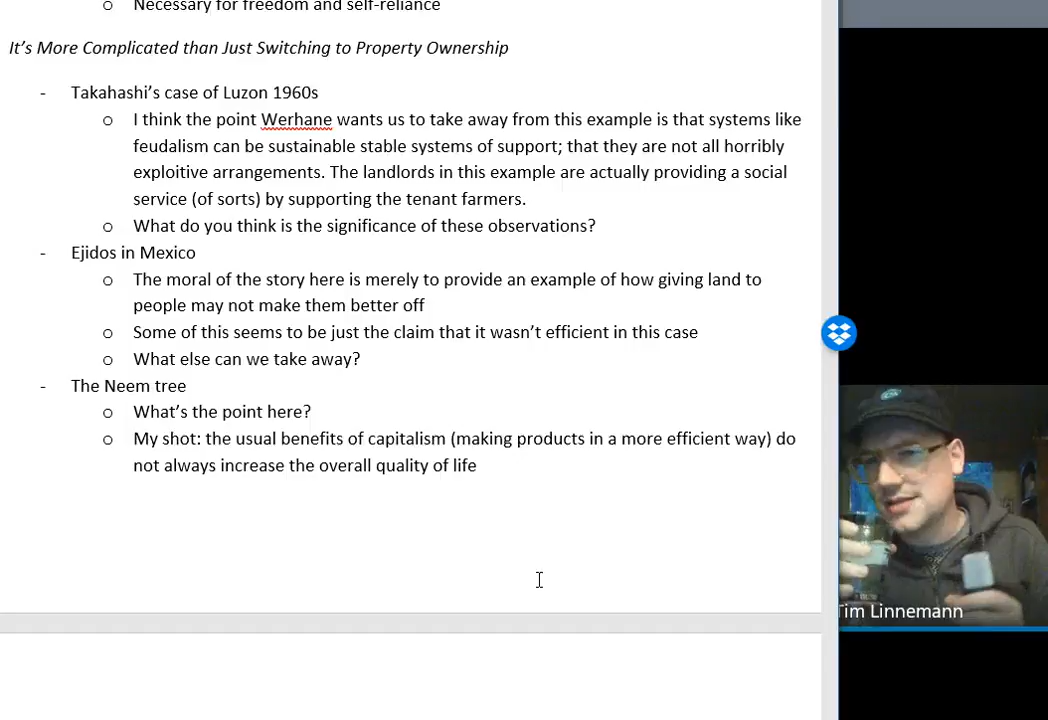 o Necessary for freedom and self-reliance
It's More Complicated than Just Switching to Property Ownership
- Takahashi's case of Luzon 1960s
o I think the point Werhane wants us to take away from this example is that systems like
feudalism can be sustainable stable systems of support; that they are not all horribly
exploitive arrangements. The landlords in this example are actually providing a social
service (of sorts) by supporting the tenant farmers.
o What do you think is the significance of these observations?
- Ejidos in Mexico
o The moral of the story here is merely to provide an example of how giving land to
people may not make them better off
o Some of this seems to be just the claim that it wasn't efficient in this case
o What else can we take away?
- The Neem tree
o What's the point here?
o My shot: the usual benefits of capitalism (making products in a more efficient way) do
not always increase the overall quality of life
Tim Linnemann